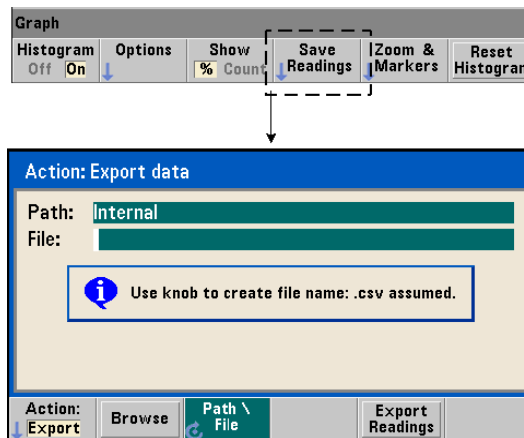 Graph
Histogram Options Show Save Readings Zoom & Markers Reset
Off On % Count
Action: Export data
Path: Internal
File:
Use knob to create file name: .csv assumed.
Action: Export Browse Path \ File Export Readings